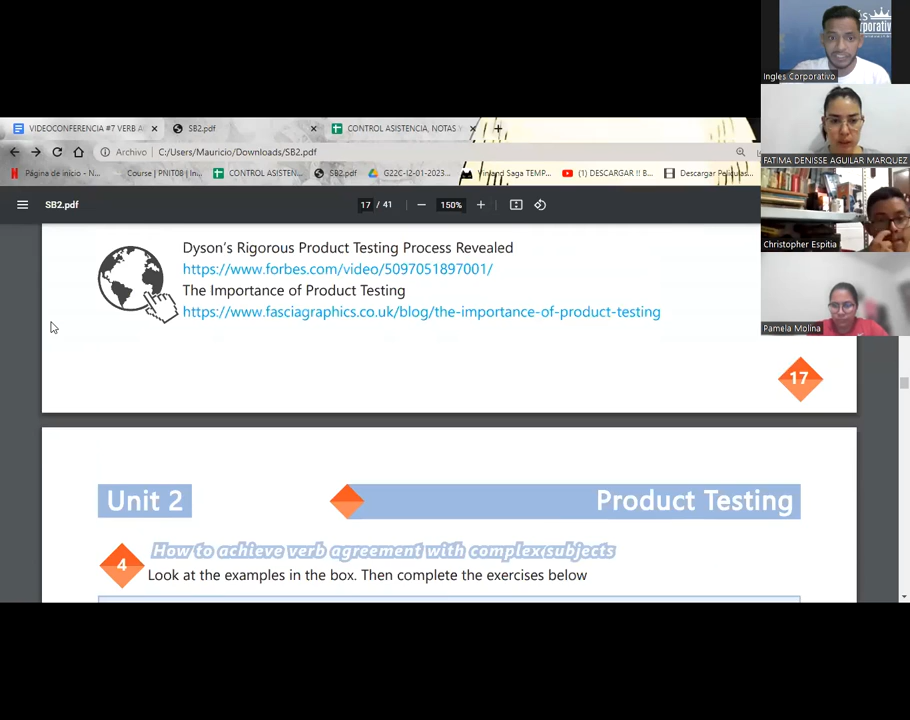 Ingles Corporativo
VIDEOCONFERENCIA #7 VERB A
SB2.pdf
CONTROL ASISTENCIA, NOTAS Y
Archivo
C:/Users/Mauricio/Downloads/SB2.pdf
FATIMA DENISSE AGUILAR MARQUEZ
Página de inicio - N...
Course | PNIT08 | In...
CONTROL ASISTEN...
SB2.pdf
G22C-I2-01-2023...
Vinland Saga TEMP...
(1) DESCARGAR !! B...
Descargar Peliculas...
SB2.pdf
17 / 41
150%
Christopher Espitia
Dyson's Rigorous Product Testing Process Revealed
https://www.forbes.com/video/5097051897001/
The Importance of Product Testing
https://www.fasciagraphics.co.uk/blog/the-importance-of-product-testing
Pamela Molina
17
Unit 2
Product Testing
4
How to achieve verb agreement with complex subjects
Look at the examples in the box. Then complete the exercises below